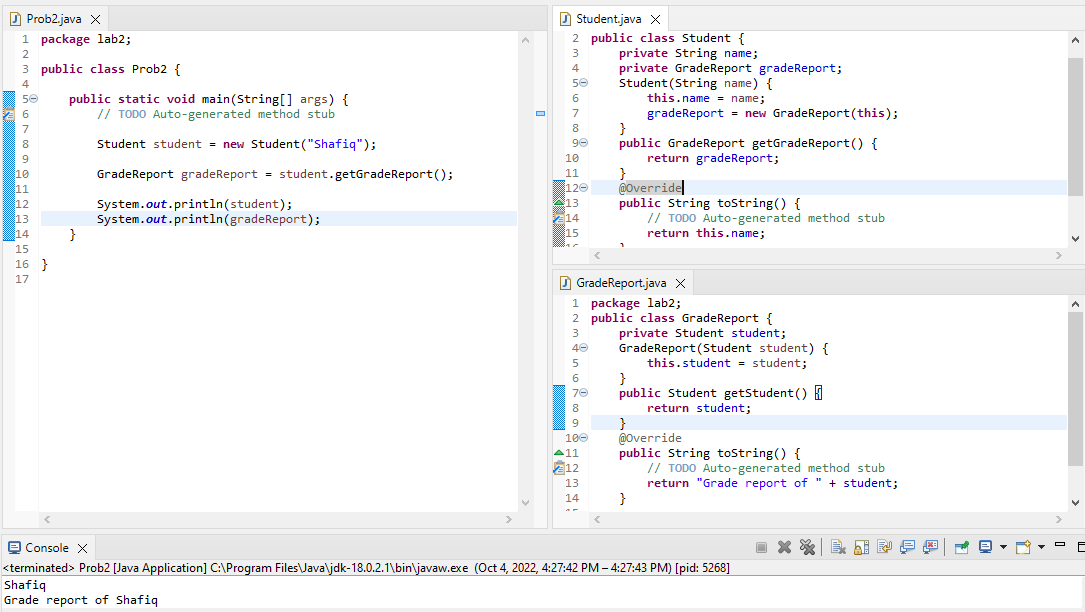 Prob2.java
1 package lab2;
2
3 public class Prob2 {
4
5 public static void main(String[] args) {
6 // TODO Auto-generated method stub
7
8 Student student = new Student("Shafiq");
9
10 GradeReport gradeReport = student.getGradeReport();
11
12 System.out.println(student);
13 System.out.println(gradeReport);
14 }
15
16 }
17
Student.java
2 public class Student {
3 private String name;
4 private GradeReport gradeReport;
5 Student(String name) {
6 this.name = name;
7 gradeReport = new GradeReport(this);
8 }
9 public GradeReport getGradeReport() {
10 return gradeReport;
11 }
12 @Override
13 public String toString() {
14 // TODO Auto-generated method stub
15 return this.name;
16 }
GradeReport.java
1 package lab2;
2 public class GradeReport {
3 private Student student;
4 GradeReport(Student student) {
5 this.student = student;
6 }
7 public Student getStudent() {
8 return student;
9 }
10 @Override
11 public String toString() {
12 // TODO Auto-generated method stub
13 return "Grade report of " + student;
14 }
Console
<terminated> Prob2 [Java Application] C:\Program Files\Java\jdk-18.0.2.1\bin\javaw.exe (Oct 4, 2022, 4:27:42 PM – 4:27:43 PM) [pid: 5268]
Shafiq
Grade report of Shafiq